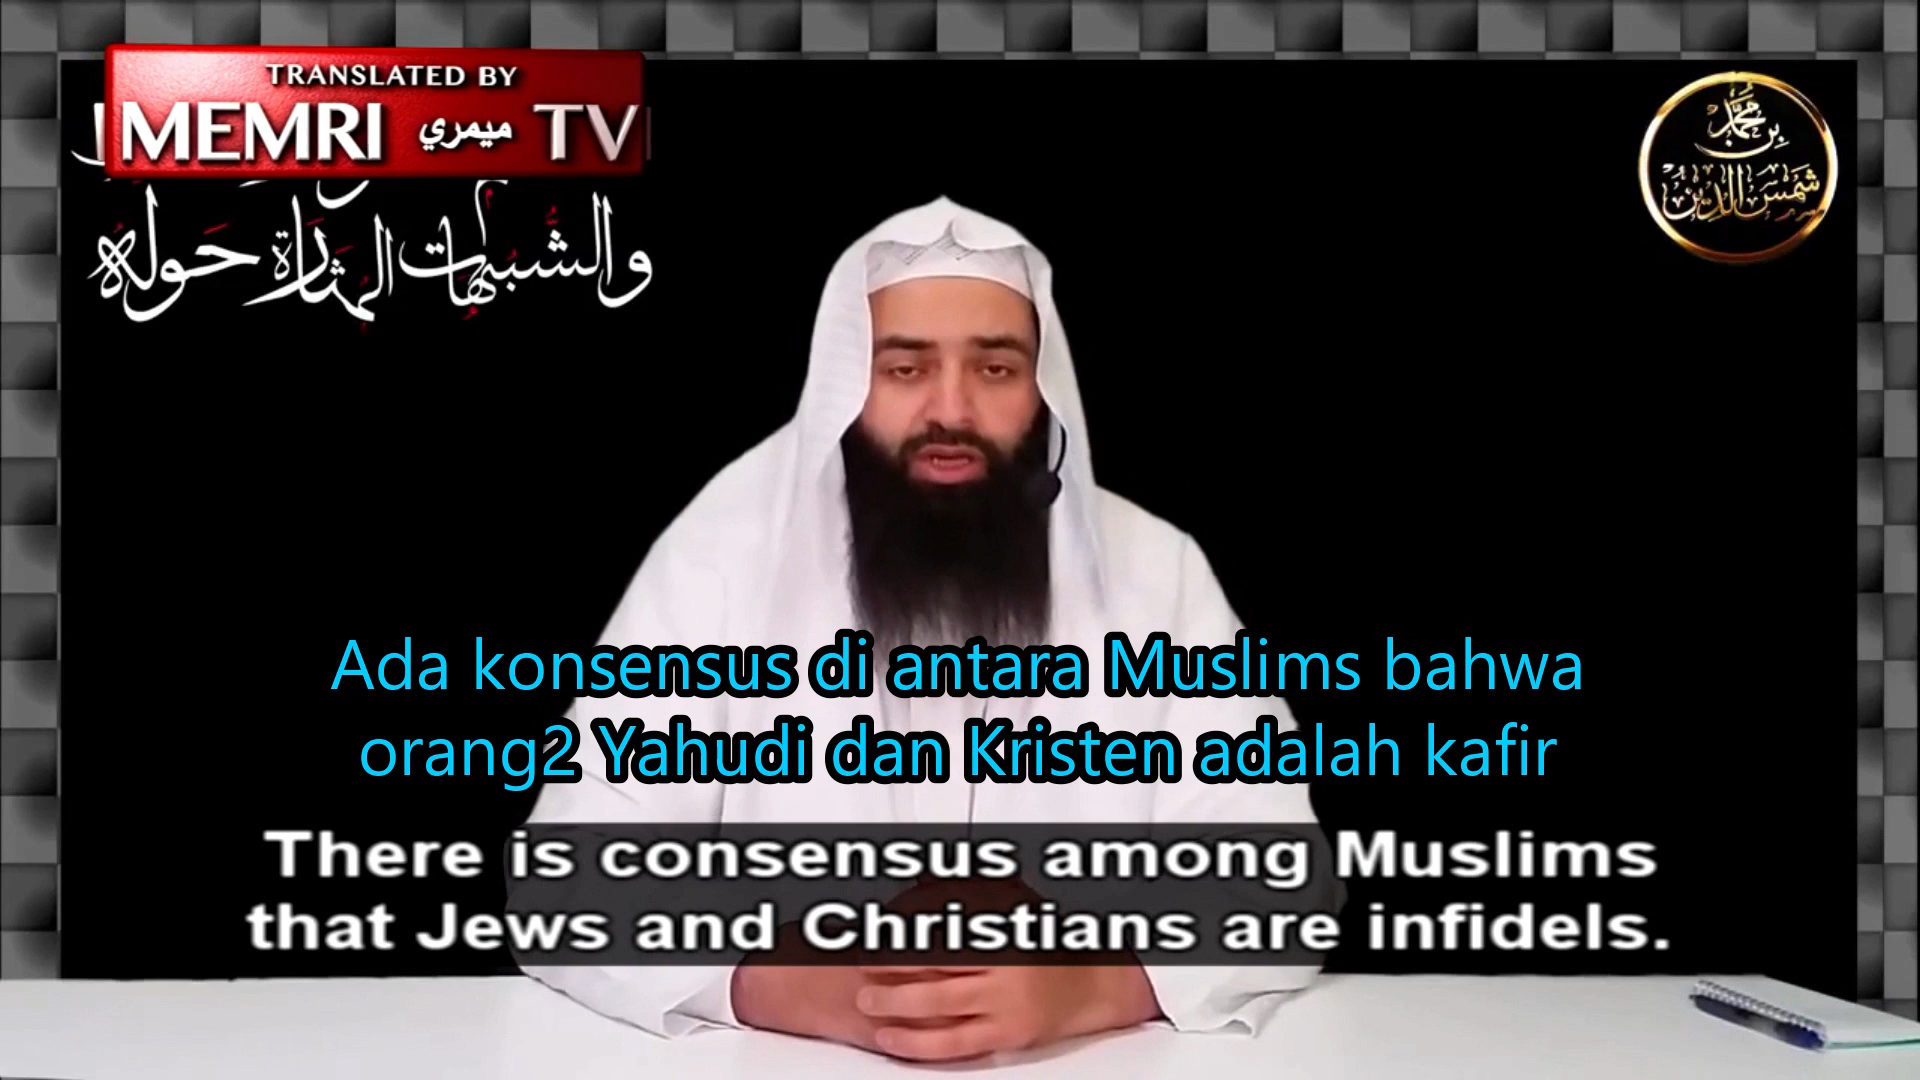 TRANSLATED BY
MEMRI ميمري TV
والشبهات المثارة حوله
محمد
بن
شمس الدين
Ada konsensus di antara Muslims bahwa
orang2 Yahudi dan Kristen adalah kafir
There is consensus among Muslims
that Jews and Christians are infidels.